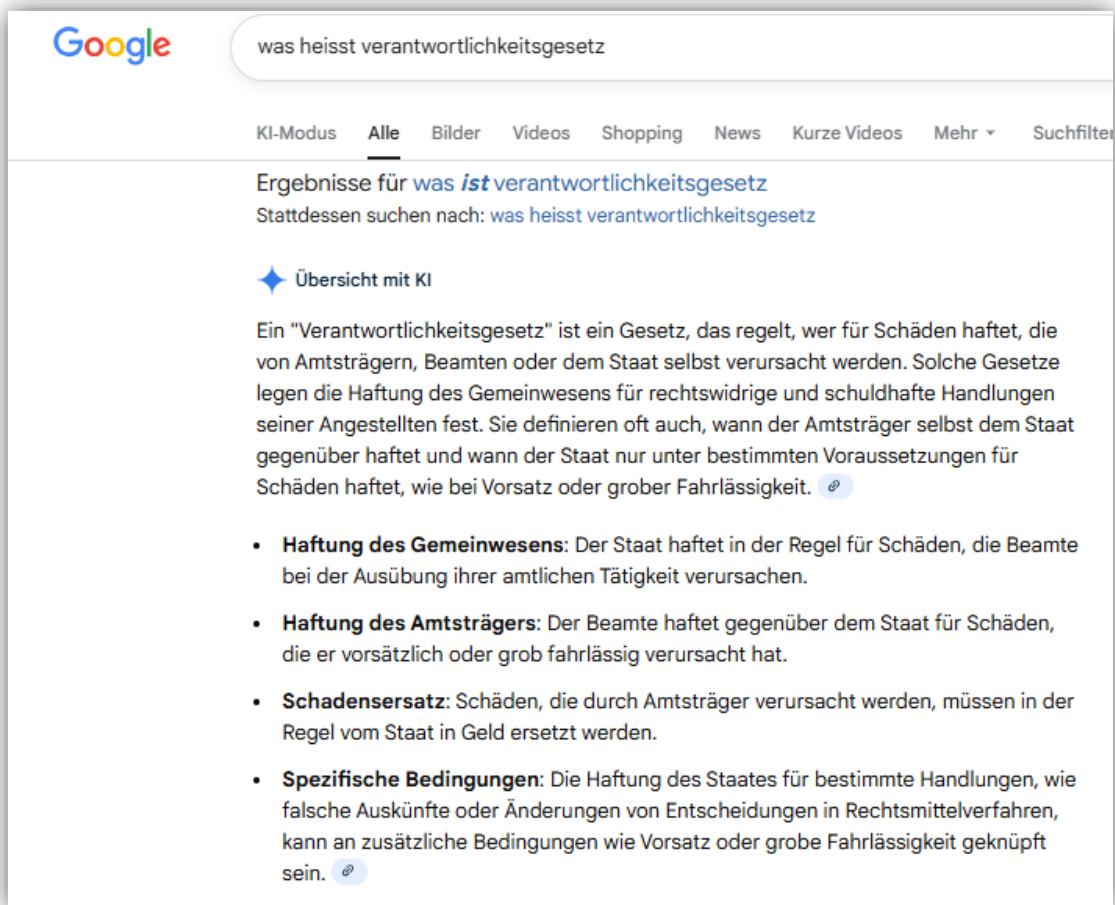 Google
was heisst verantwortlichkeitsgesetz
KI-Modus Alle Bilder Videos Shopping News Kurze Videos Mehr Suchfilter
Ergebnisse für was ist verantwortlichkeitsgesetz
Stattdessen suchen nach: was heisst verantwortlichkeitsgesetz
Übersicht mit KI
Ein "Verantwortlichkeitsgesetz" ist ein Gesetz, das regelt, wer für Schäden haftet, die
von Amtsträgern, Beamten oder dem Staat selbst verursacht werden. Solche Gesetze
legen die Haftung des Gemeinwesens für rechtswidrige und schuldhafte Handlungen
seiner Angestellten fest. Sie definieren oft auch, wann der Amtsträger selbst dem Staat
gegenüber haftet und wann der Staat nur unter bestimmten Voraussetzungen für
Schäden haftet, wie bei Vorsatz oder grober Fahrlässigkeit.
• Haftung des Gemeinwesens: Der Staat haftet in der Regel für Schäden, die Beamte
bei der Ausübung ihrer amtlichen Tätigkeit verursachen.
• Haftung des Amtsträgers: Der Beamte haftet gegenüber dem Staat für Schäden,
die er vorsätzlich oder grob fahrlässig verursacht hat.
• Schadensersatz: Schäden, die durch Amtsträger verursacht werden, müssen in der
Regel vom Staat in Geld ersetzt werden.
• Spezifische Bedingungen: Die Haftung des Staates für bestimmte Handlungen, wie
falsche Auskünfte oder Änderungen von Entscheidungen in Rechtsmittelverfahren,
kann an zusätzliche Bedingungen wie Vorsatz oder grobe Fahrlässigkeit geknüpft
sein.